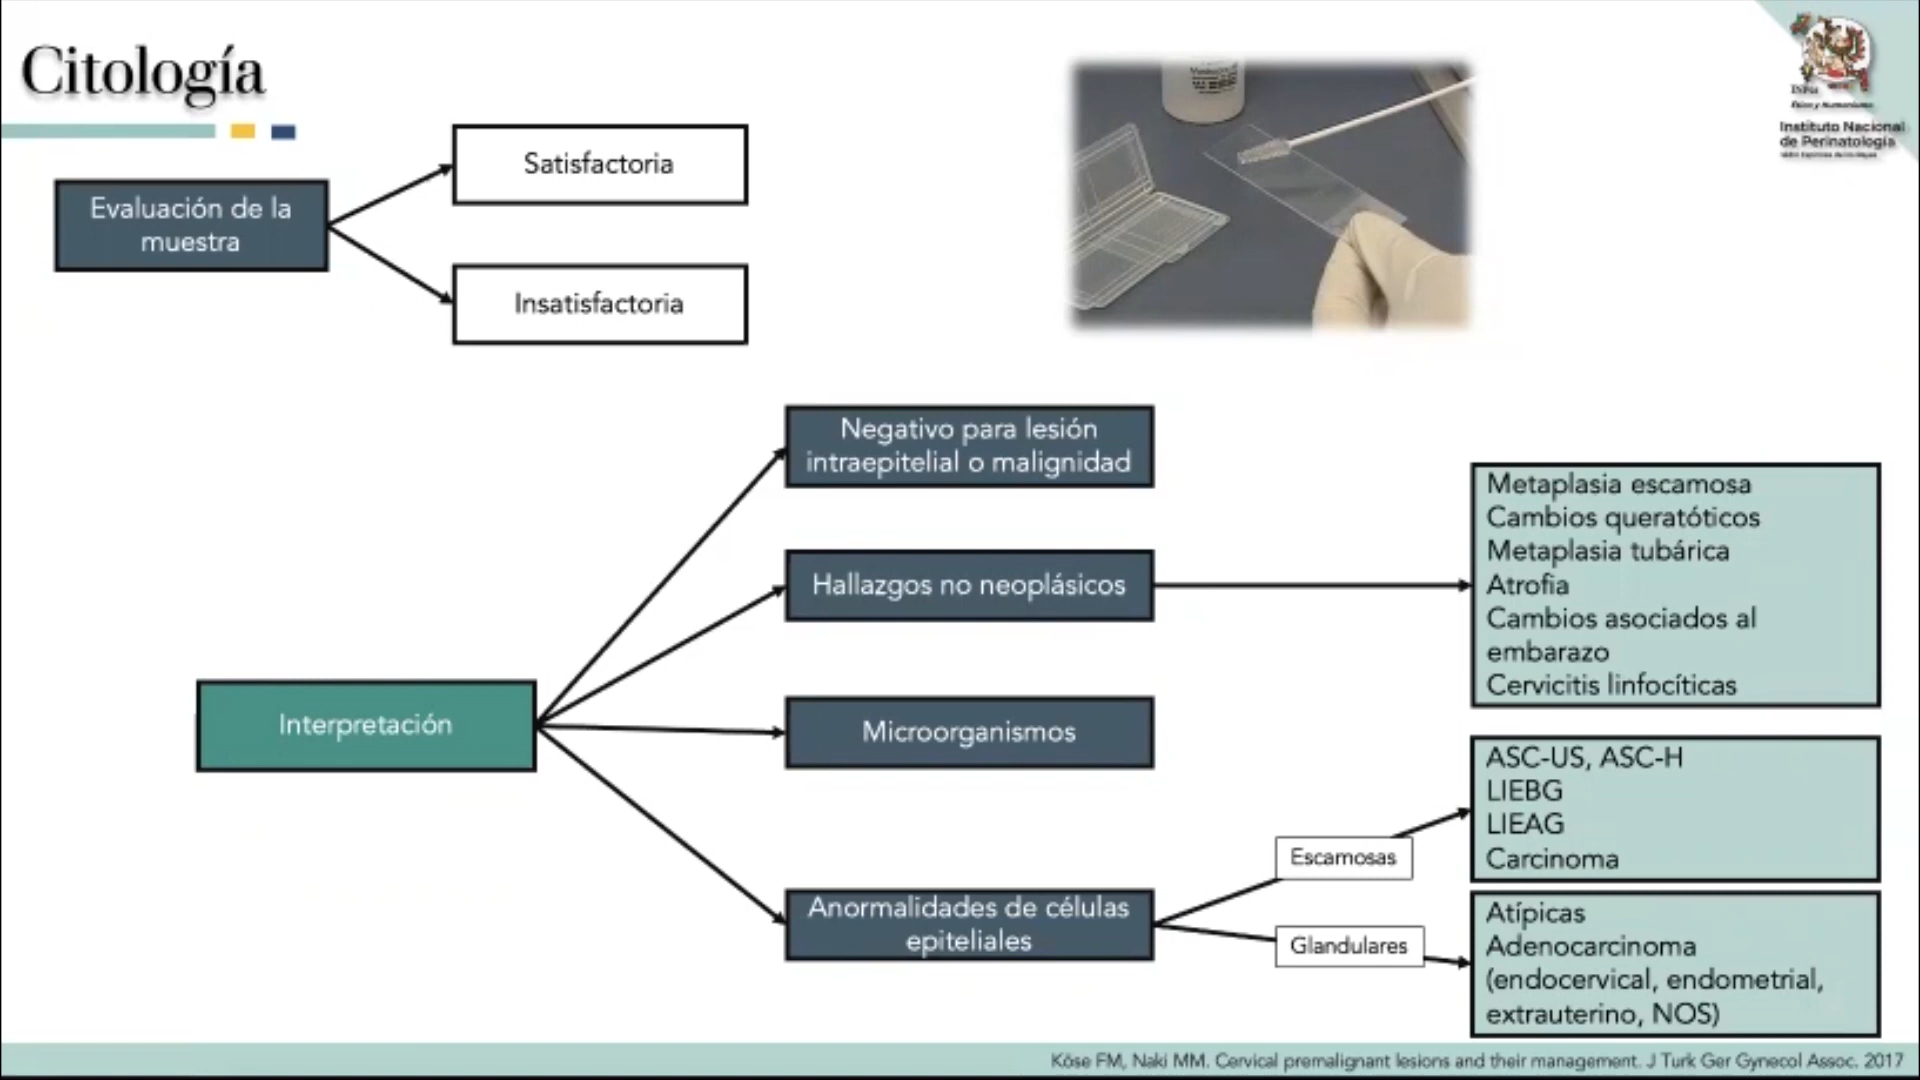 Citología
Evaluación de la
muestra
Satisfactoria
Insatisfactoria
Instituto Nacional
de Perinatología
Interpretación
Negativo para lesión
intraepitelial o malignidad
Hallazgos no neoplásicos
Microorganismos
Anormalidades de células
epiteliales
Metaplasia escamosa
Cambios queratóticos
Metaplasia tubárica
Atrofia
Cambios asociados al
embarazo
Cervicitis linfocíticas
Escamosas
ASC-US, ASC-H
LIEBG
LIEAG
Carcinoma
Glandulares
Atípicas
Adenocarcinoma
(endocervical, endometrial,
extrauterino, NOS)
Köse FM, Naki MM. Cervical premalignant lesions and their management. J Turk Ger Gynecol Assoc. 2017